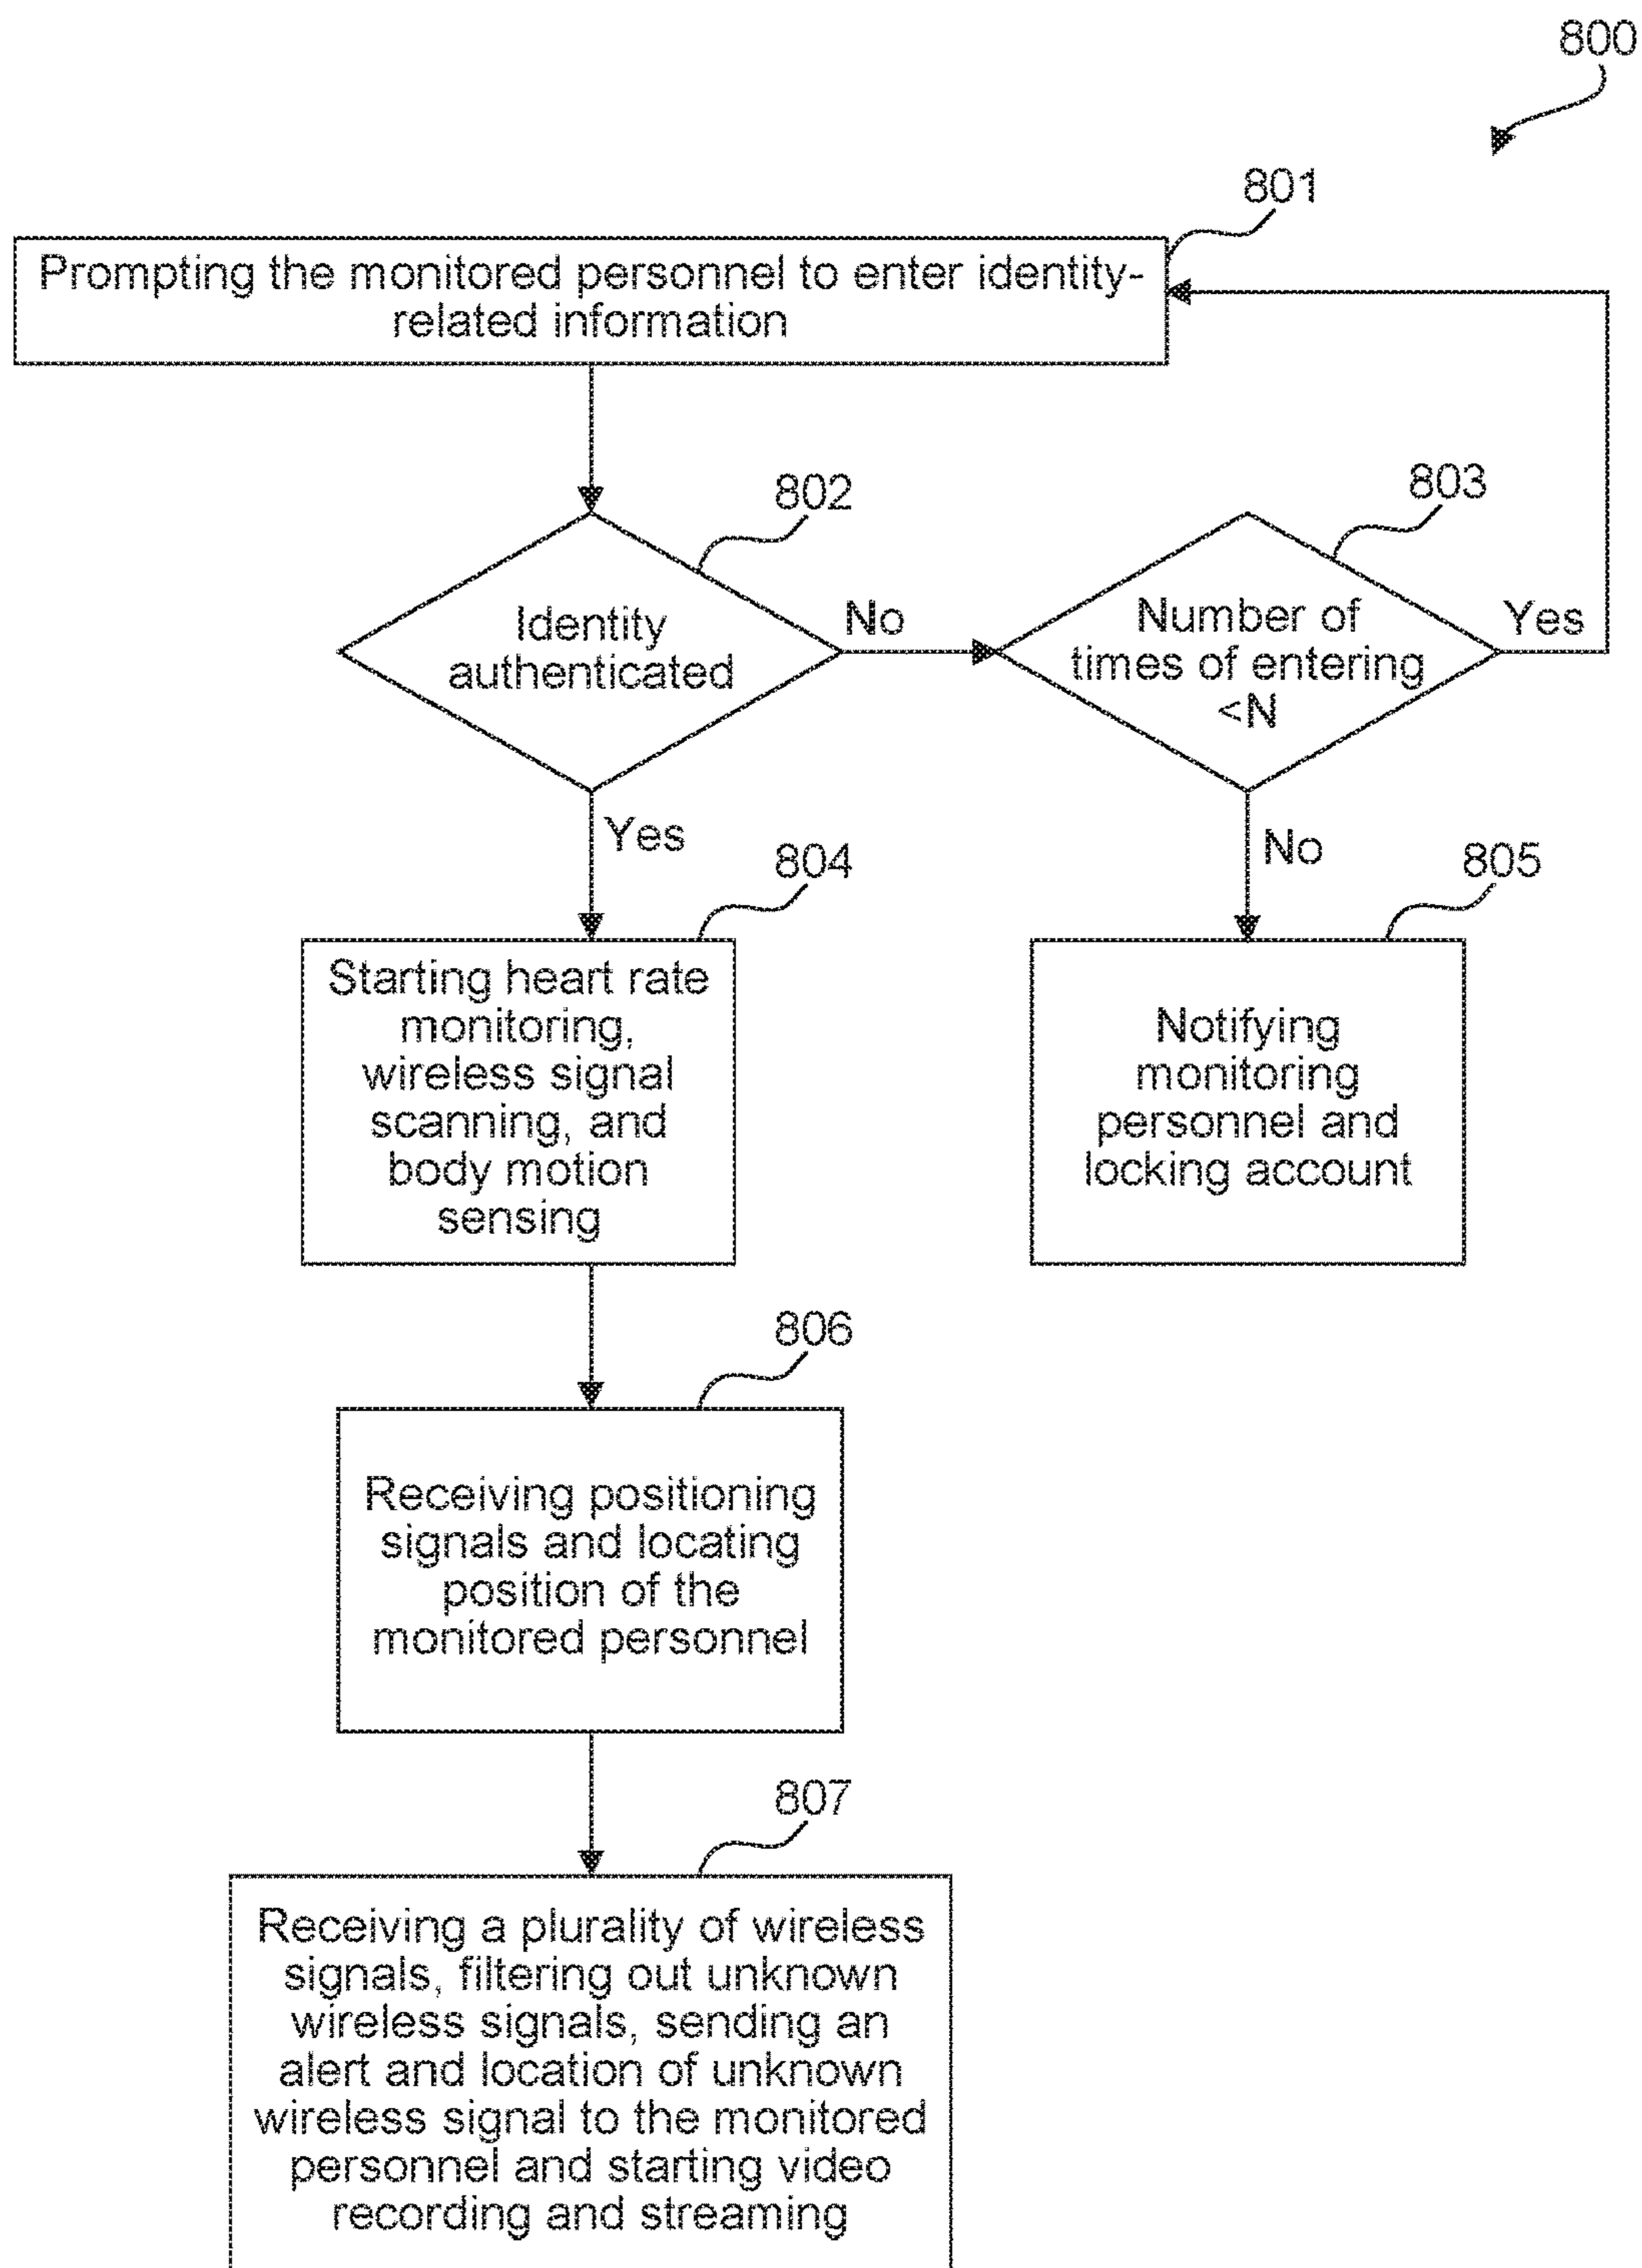 800
801
Prompting the monitored personnel to enter identity-
related information
802
803
Identity
authenticated
No
Number of
times of entering
<N
Yes
Yes
No
804
805
Starting heart rate
monitoring,
wireless signal
scanning, and
body motion
sensing
Notifying
monitoring
personnel and
locking account
806
Receiving positioning
signals and locating
position of the
monitored personnel
807
Receiving a plurality of wireless
signals, filtering out unknown
wireless signals, sending an
alert and location of unknown
wireless signal to the monitored
personnel and starting video
recording and streaming